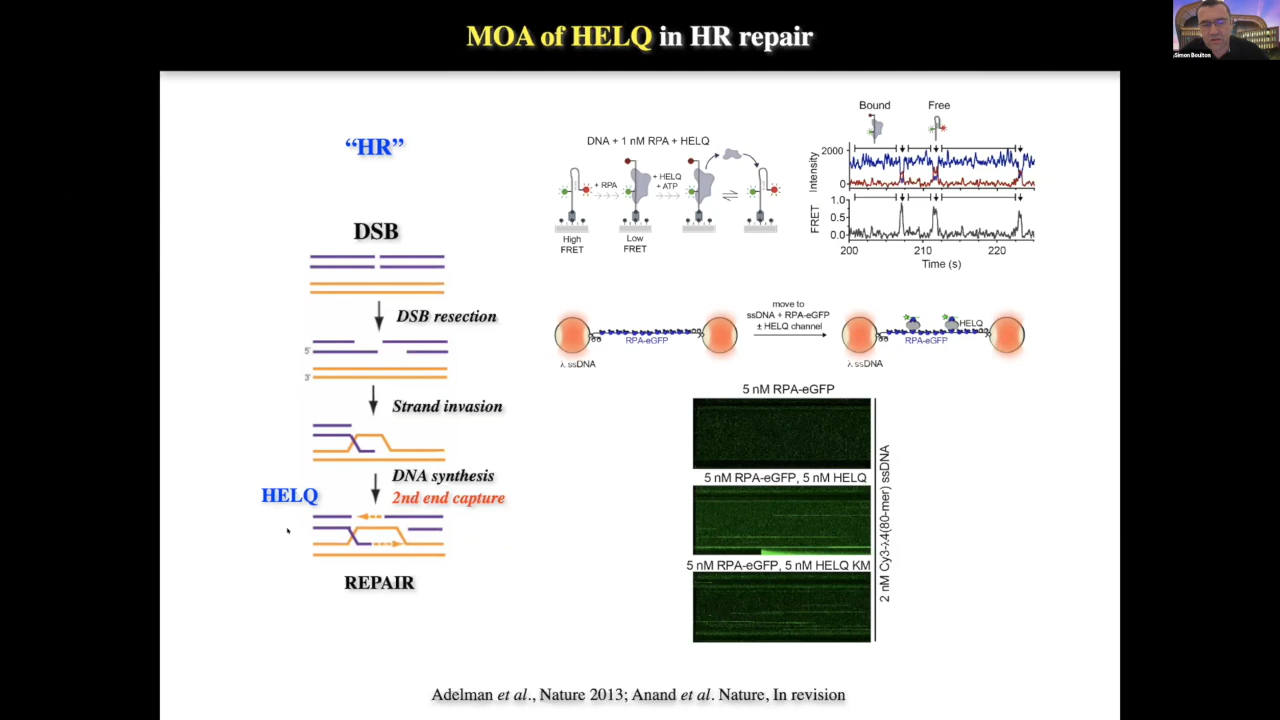 MOA of HELQ in HR repair
Simon Boulton
“HR”
DSB
DSB resection
5'
3'
Strand invasion
DNA synthesis
2nd end capture
HELQ
REPAIR
DNA + 1 nM RPA + HELQ
+ RPA
+ HELQ
+ ATP
High
FRET
Low
FRET
Bound
Free
Intensity
2000
0
FRET
1.0
0.5
0.0
200
210
220
Time (s)
RPA-eGFP
λ ssDNA
move to
ssDNA + RPA-eGFP
± HELQ channel
HELQ
RPA-eGFP
λ ssDNA
5 nM RPA-eGFP
5 nM RPA-eGFP, 5 nM HELQ
5 nM RPA-eGFP, 5 nM HELQ KM
2 nM Cy3-λ4(80-mer) ssDNA
Adelman et al., Nature 2013; Anand et al. Nature, In revision